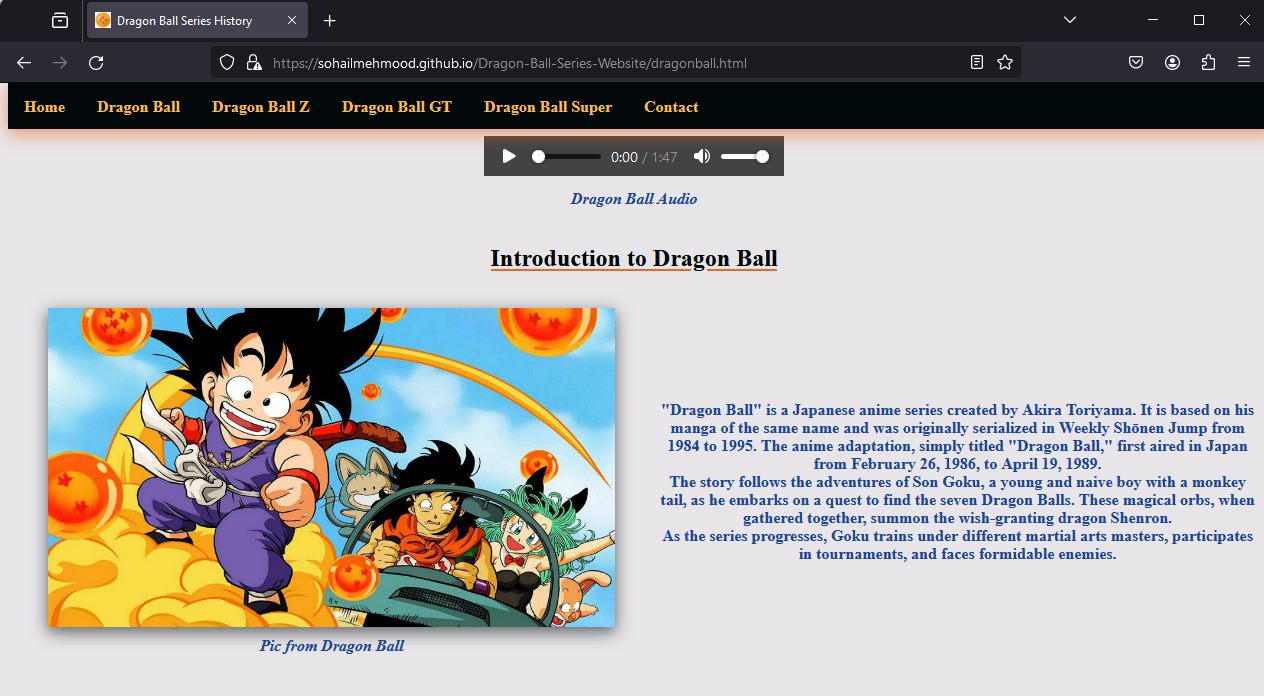 Dragon Ball Series History
https://sohailmehmood.github.io/Dragon-Ball-Series-Website/dragonball.html
Home Dragon Ball Dragon Ball Z Dragon Ball GT Dragon Ball Super Contact
0:00 / 1:47
Dragon Ball Audio
Introduction to Dragon Ball
"Dragon Ball" is a Japanese anime series created by Akira Toriyama. It is based on his
manga of the same name and was originally serialized in Weekly Shōnen Jump from
1984 to 1995. The anime adaptation, simply titled "Dragon Ball," first aired in Japan
from February 26, 1986, to April 19, 1989.
The story follows the adventures of Son Goku, a young and naive boy with a monkey
tail, as he embarks on a quest to find the seven Dragon Balls. These magical orbs, when
gathered together, summon the wish-granting dragon Shenron.
As the series progresses, Goku trains under different martial arts masters, participates
in tournaments, and faces formidable enemies.
Pic from Dragon Ball